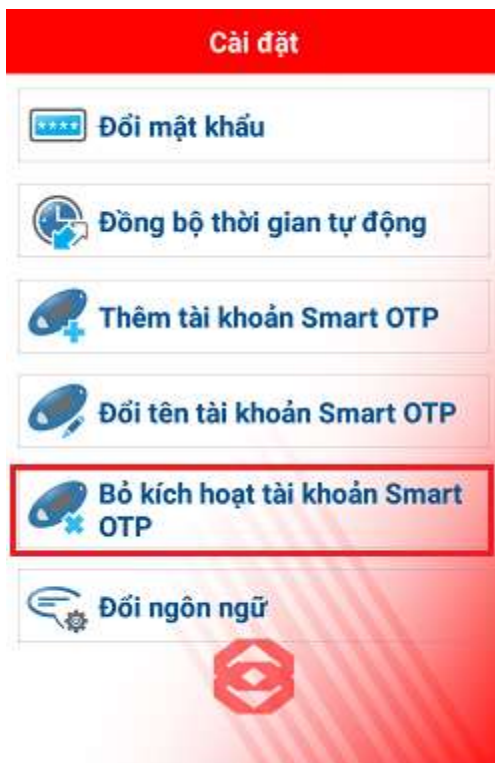 Cài đặt
**** Đổi mật khẩu
Đồng bộ thời gian tự động
Thêm tài khoản Smart OTP
Đổi tên tài khoản Smart OTP
Bỏ kích hoạt tài khoản Smart
OTP
Đổi ngôn ngữ